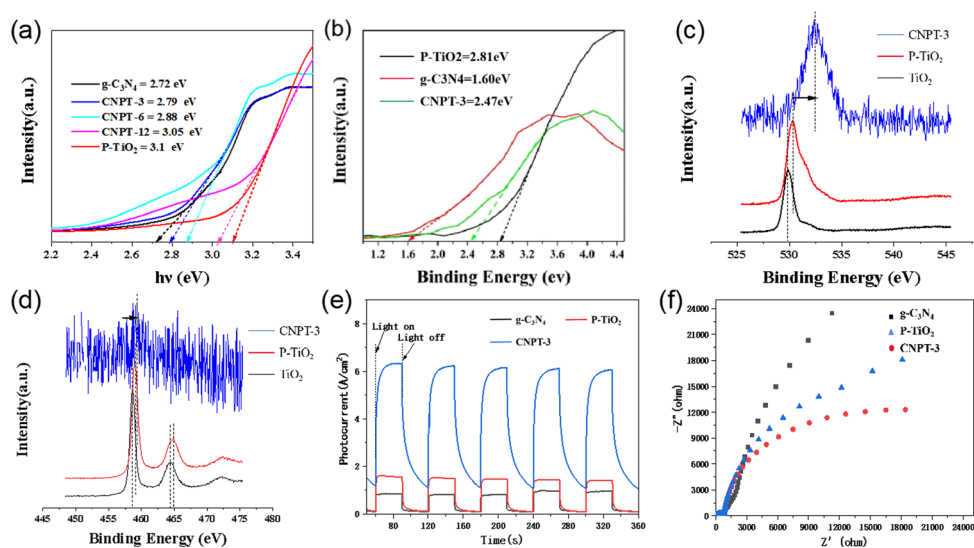 (a)
Intensity(a.u.)
g-C₃N₄ = 2.72 eV
CNPT-3 = 2.79 eV
CNPT-6 = 2.88 eV
CNPT-12 = 3.05 eV
P-TiO₂ = 3.1 eV
2.2 2.4 2.6 2.8 3.0 3.2 3.4
hν (eV)
(b)
Intensity(a.u.)
P-TiO2=2.81eV
g-C3N4=1.60eV
CNPT-3=2.47eV
1.2 1.6 2.0 2.4 2.8 3.2 3.6 4.0 4.4
Binding Energy (ev)
(c)
Intensity(a.u.)
CNPT-3
P-TiO₂
TiO₂
525 530 535 540 545
Binding Energy (eV)
(d)
Intensity(a.u.)
CNPT-3
P-TiO₂
TiO₂
445 450 455 460 465 470 475 480
Binding Energy (eV)
(e)
Photocurrent(A/cm²)
8
6
4
2
0
g-C₃N₄
P-TiO₂
CNPT-3
Light on
Light off
60 120 180 240 300 360
Time(s)
(f)
-Z″(ohm)
24000
21000
18000
15000
12000
9000
6000
3000
0
g-C₃N₄
P-TiO₂
CNPT-3
0 3000 6000 9000 12000 15000 18000 21000 24000
Z′ (ohm)